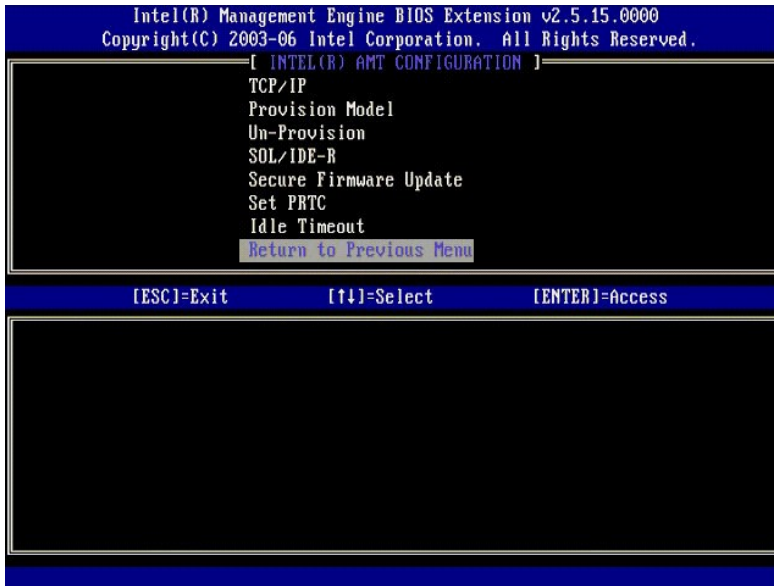 Intel(R) Management Engine BIOS Extension v2.5.15.0000
Copyright(C) 2003-06 Intel Corporation. All Rights Reserved.
[ INTEL(R) AMT CONFIGURATION ]
TCP/IP
Provision Model
Un-Provision
SOL/IDE-R
Secure Firmware Update
Set PRTC
Idle Timeout
Return to Previous Menu
[ESC]=Exit [↑↓]=Select [ENTER]=Access